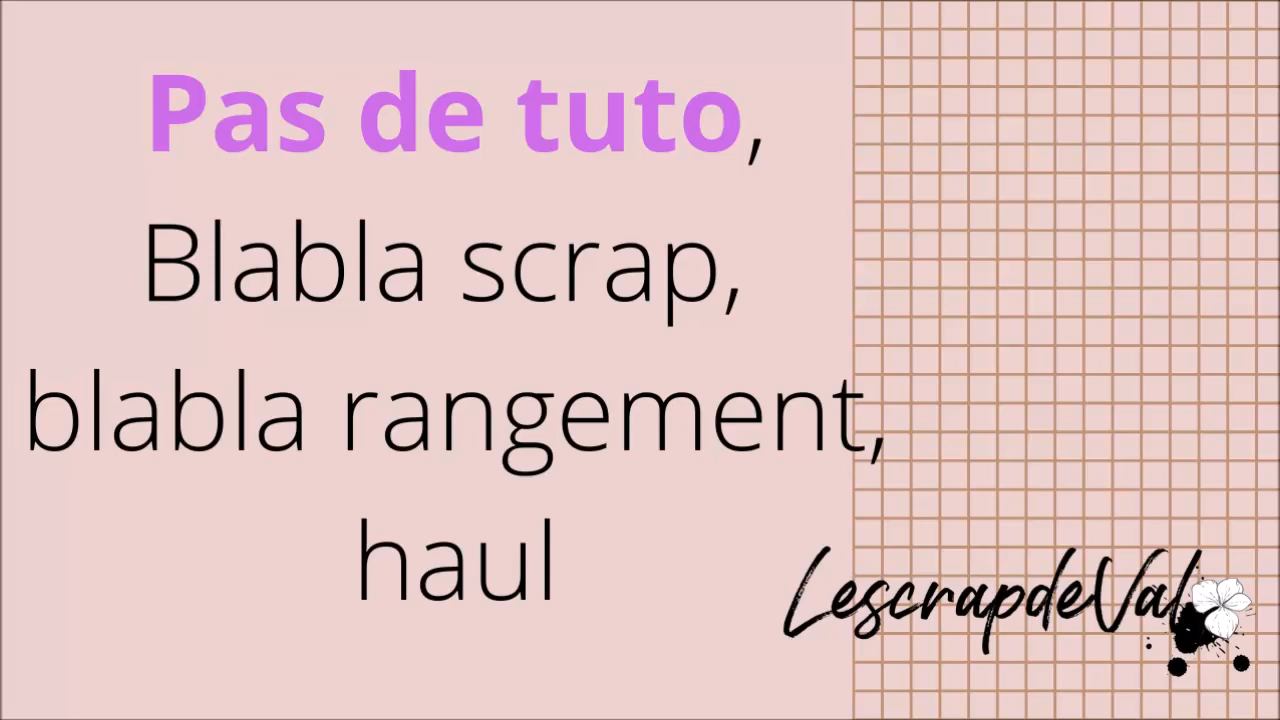 Pas de tuto,
Blabla scrap,
blabla rangement,
haul
LescrapdeVal